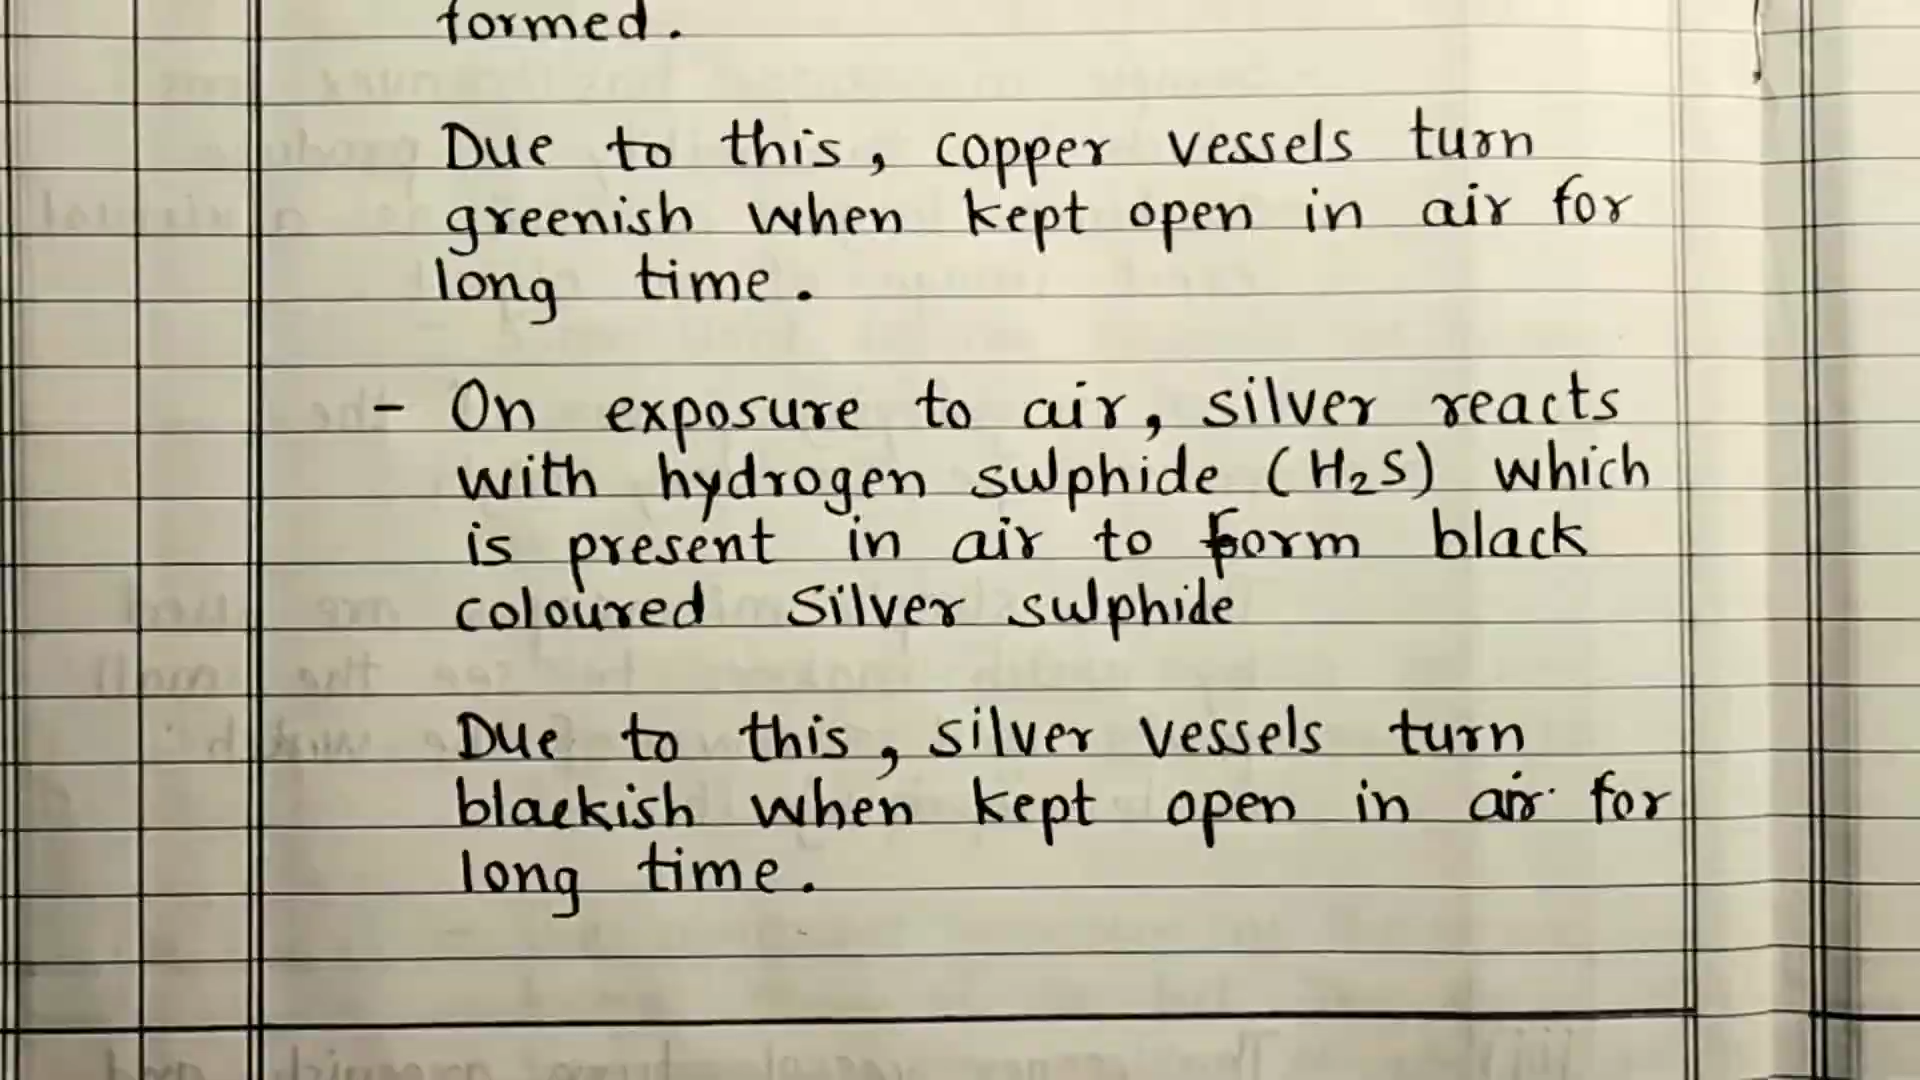 formed.
Due to this, copper vessels turn
greenish when kept open in air for
long time.
- On exposure to air, silver reacts
with hydrogen sulphide (H₂S) which
is present in air to form black
coloured Silver sulphide
Due to this, silver vessels turn
blackish when kept open in air for
long time.